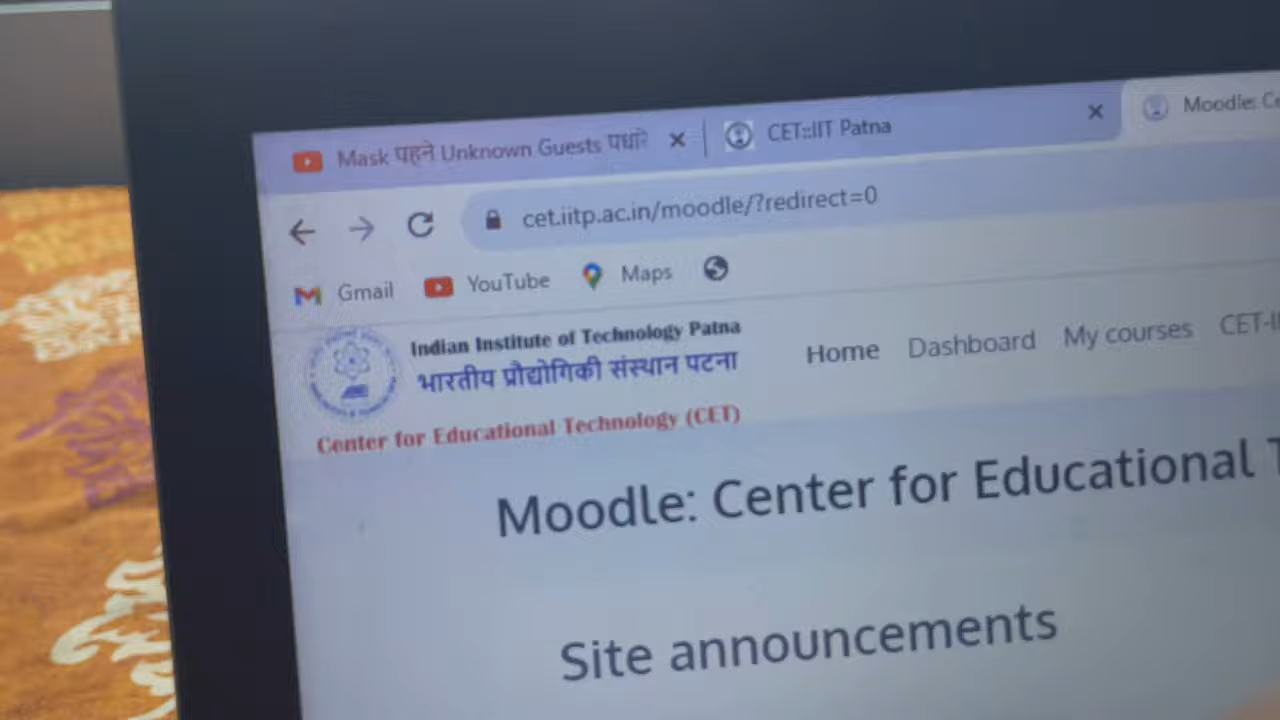 Mask पहने Unknown Guests पधारे
CET::IIT Patna
Moodle: Ce
cet.iitp.ac.in/moodle/?redirect=0
Gmail
YouTube
Maps
Indian Institute of Technology Patna
भारतीय प्रौद्योगिकी संस्थान पटना
Center for Educational Technology (CET)
Home
Dashboard
My courses
CET-I
Moodle: Center for Educational T
Site announcements